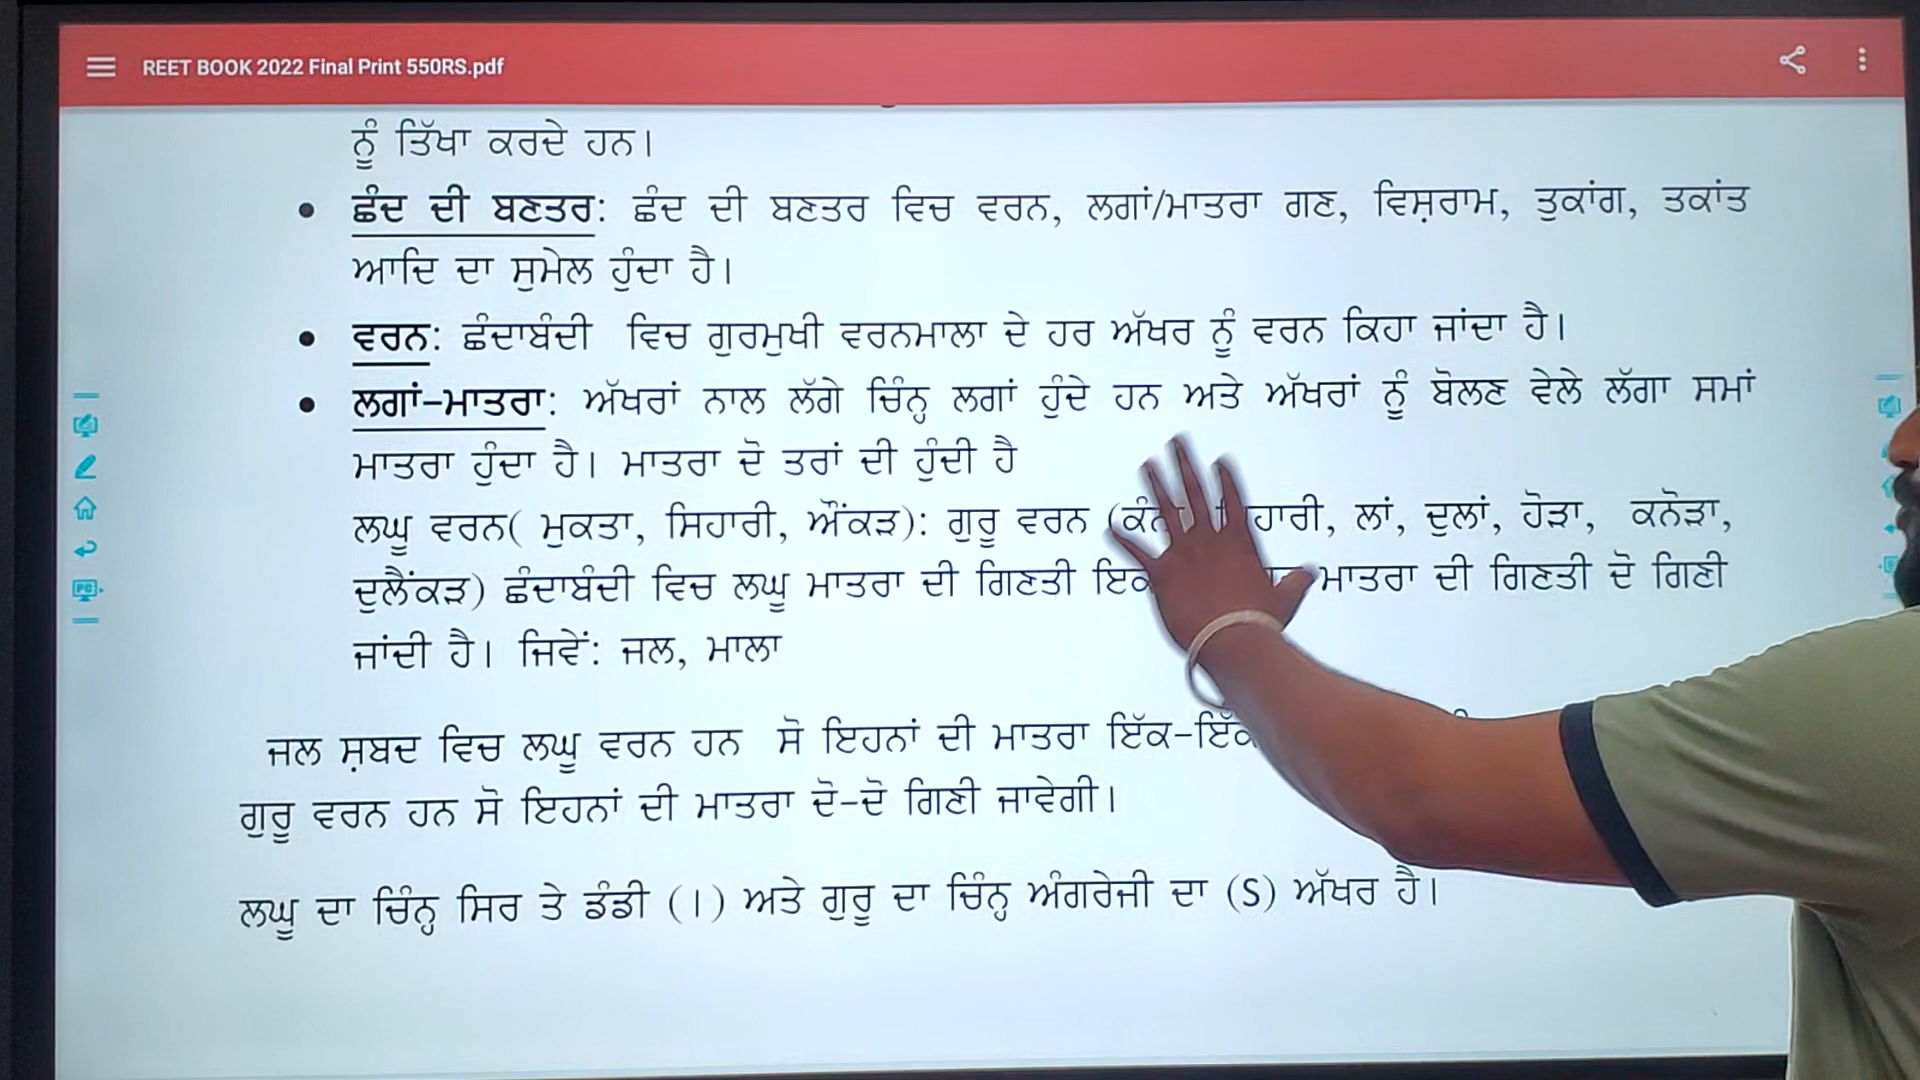 REET BOOK 2022 Final Print 550RS.pdf
ਨੂੰ ਤਿੱਖਾ ਕਰਦੇ ਹਨ।
• ਛੰਦ ਦੀ ਬਣਤਰ: ਛੰਦ ਦੀ ਬਣਤਰ ਵਿਚ ਵਰਨ, ਲਗਾਂ/ਮਾਤਰਾ ਗਣ, ਵਿਸ਼ਰਾਮ, ਤੁਕਾਂਗ, ਤਕਾਂਤ
ਆਦਿ ਦਾ ਸੁਮੇਲ ਹੁੰਦਾ ਹੈ।
• ਵਰਨ: ਛੰਦਾਬੰਦੀ ਵਿਚ ਗੁਰਮੁਖੀ ਵਰਨਮਾਲਾ ਦੇ ਹਰ ਅੱਖਰ ਨੂੰ ਵਰਨ ਕਿਹਾ ਜਾਂਦਾ ਹੈ।
• ਲਗਾਂ-ਮਾਤਰਾ: ਅੱਖਰਾਂ ਨਾਲ ਲੱਗੇ ਚਿੰਨ੍ਹ ਲਗਾਂ ਹੁੰਦੇ ਹਨ ਅਤੇ ਅੱਖਰਾਂ ਨੂੰ ਬੋਲਣ ਵੇਲੇ ਲੱਗਾ ਸਮਾਂ
ਮਾਤਰਾ ਹੁੰਦਾ ਹੈ। ਮਾਤਰਾ ਦੋ ਤਰਾਂ ਦੀ ਹੁੰਦੀ ਹੈ
ਲਘੂ ਵਰਨ( ਮੁਕਤਾ, ਸਿਹਾਰੀ, ਔਂਕੜ): ਗੁਰੂ ਵਰਨ ਲਾਂ, ਦੁਲਾਂ, ਹੋੜਾ, ਕਨੋੜਾ,
ਦੁਲੈਂਕੜ) ਛੰਦਾਬੰਦੀ ਵਿਚ ਲਘੂ ਮਾਤਰਾ ਦੀ ਗਿਣਤੀ ਮਾਤਰਾ ਦੀ ਗਿਣਤੀ ਦੋ ਗਿਣੀ
ਜਾਂਦੀ ਹੈ। ਜਿਵੇਂ: ਜਲ, ਮਾਲਾ
ਜਲ ਸ਼ਬਦ ਵਿਚ ਲਘੂ ਵਰਨ ਹਨ ਸੋ ਇਹਨਾਂ ਦੀ ਮਾਤਰਾ
ਗੁਰੂ ਵਰਨ ਹਨ ਸੋ ਇਹਨਾਂ ਦੀ ਮਾਤਰਾ ਦੋ-ਦੋ ਗਿਣੀ ਜਾਵੇਗੀ।
ਲਘੂ ਦਾ ਚਿੰਨ੍ਹ ਸਿਰ ਤੇ ਡੰਡੀ (।) ਅਤੇ ਗੁਰੂ ਦਾ ਚਿੰਨ੍ਹ ਅੰਗਰੇਜੀ ਦਾ (S) ਅੱਖਰ ਹੈ।